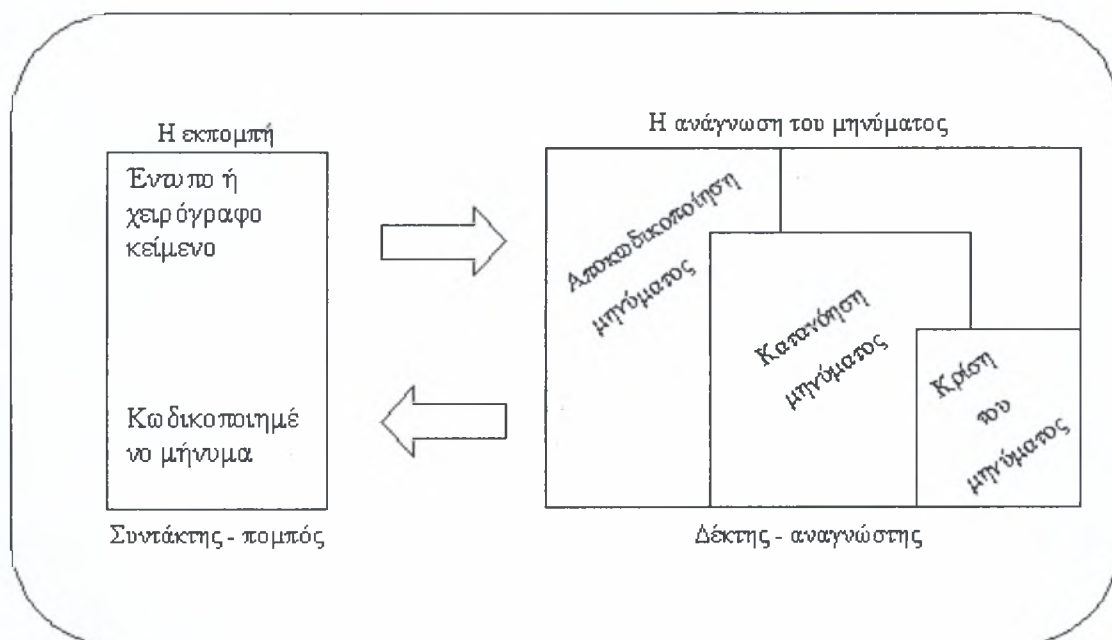 Η εκπομπή
Έντυπο ή
χειρόγραφο
κείμενο
Κωδικοποιημέ
νο μήνυμα
Συντάκτης - πομπός
Η ανάγνωση του μηνύματος
Αποκωδικοποίηση
μηνύματος
Κατανόηση
μηνύματος
Κρίση
του
μηνύματος
Δέκτης - αναγνώστης